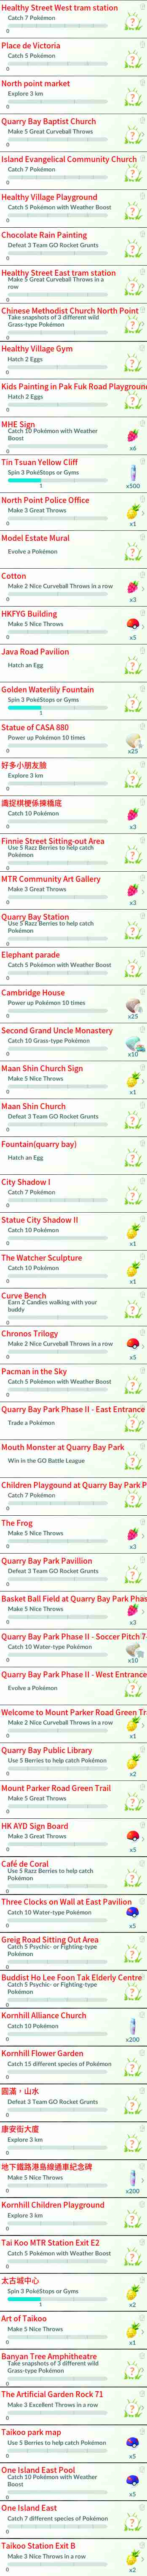 Healthy Street West tram station
Catch 7 Pokémon
0
Place de Victoria
Catch 5 Pokémon
0
North point market
Explore 3 km
0
Quarry Bay Baptist Church
Make 5 Great Curveball Throws
0
Island Evangelical Community Church
Catch 7 Pokémon
0
Healthy Village Playground
Catch 5 Pokémon with Weather Boost
0
Chocolate Rain Painting
Defeat 3 Team GO Rocket Grunts
0
Healthy Street East tram station
Make 5 Great Curveball Throws in a
row
0
Chinese Methodist Church North Point
Take snapshots of 3 different wild
Grass-type Pokémon
0
Healthy Village Gym
Hatch 2 Eggs
0
Kids Painting in Pak Fuk Road Playground
Hatch 2 Eggs
0
MHE Sign
Catch 10 Pokémon with Weather
Boost
x6
0
Tin Tsuan Yellow Cliff
Spin 3 PokéStops or Gyms
1
x500
North Point Police Office
Make 3 Great Throws
0
x1
Model Estate Mural
Evolve a Pokémon
Cotton
Make 2 Nice Curveball Throws in a row
0
x3
HKFYG Building
Make 5 Nice Throws
0
x5
Java Road Pavilion
Hatch an Egg
Golden Waterlily Fountain
Spin 3 PokéStops or Gyms
1
Statue of CASA 880
Power up Pokémon 10 times
0
x25
好多小朋友臉
Explore 3 km
0
識捉棋梗係揀橋底
Catch 10 Pokémon
0
x3
Finnie Street Sitting-out Area
Use 5 Razz Berries to help catch
Pokémon
0
MTR Community Art Gallery
Make 3 Great Throws
0
x3
Quarry Bay Station
Use 5 Razz Berries to help catch
Pokémon
0
Elephant parade
Catch 5 Pokémon with Weather Boost
0
Cambridge House
Power up Pokémon 10 times
0
x25
Second Grand Uncle Monastery
Catch 10 Grass-type Pokémon
0
x10
Maan Shin Church Sign
Make 5 Nice Throws
0
x1
Maan Shin Church
Defeat 3 Team GO Rocket Grunts
0
Fountain(quarry bay)
Hatch an Egg
City Shadow I
Catch 7 Pokémon
0
Statue City Shadow II
Catch 10 Pokémon
0
x1
The Watcher Sculpture
Catch 10 Pokémon
0
x1
Curve Bench
Earn 2 Candies walking with your
buddy
0
Chronos Trilogy
Make 2 Nice Curveball Throws in a row
0
x5
Pacman in the Sky
Catch 5 Pokémon with Weather Boost
0
Quarry Bay Park Phase II - East Entrance
Trade a Pokémon
Mouth Monster at Quarry Bay Park
Win in the GO Battle League
Children Playgound at Quarry Bay Park P
Catch 7 Pokémon
0
The Frog
Make 5 Nice Throws
0
x3
Quarry Bay Park Pavillion
Defeat 3 Team GO Rocket Grunts
0
Basket Ball Field at Quarry Bay Park Phas
Make 5 Nice Throws
0
x3
Quarry Bay Park Phase II - Soccer Pitch 7-
Catch 10 Water-type Pokémon
0
x10
Quarry Bay Park Phase II - West Entrance
Evolve a Pokémon
Welcome to Mount Parker Road Green Tr
Make 2 Nice Curveball Throws in a row
0
x1
Quarry Bay Public Library
Use 5 Berries to help catch Pokémon
0
x2
Mount Parker Road Green Trail
Make 5 Great Throws
0
HK AYD Sign Board
Make 3 Great Throws
0
x5
Café de Coral
Use 5 Razz Berries to help catch
Pokémon
0
Three Clocks on Wall at East Pavilion
Catch 10 Water-type Pokémon
0
x5
Greig Road Sitting Out Area
Catch 5 Psychic- or Fighting-type
Pokémon
0
Buddist Ho Lee Foon Tak Elderly Centre
Catch 5 Psychic- or Fighting-type
Pokémon
0
Kornhill Alliance Church
Catch 10 Pokémon
0
x200
Kornhill Flower Garden
Catch 15 different species of Pokémon
0
圓滿，山水
Defeat 3 Team GO Rocket Grunts
0
康安街大廈
Explore 3 km
0
地下鐵路港島線通車紀念碑
Make 5 Nice Throws
0
x200
Kornhill Children Playground
Explore 3 km
0
Tai Koo MTR Station Exit E2
Catch 5 Pokémon with Weather Boost
0
太古城中心
Spin 3 PokéStops or Gyms
1
x2
Art of Taikoo
Make 5 Nice Throws
0
x1
Banyan Tree Amphitheatre
Take snapshots of 3 different wild
Grass-type Pokémon
0
The Artificial Garden Rock 71
Make 3 Excellent Throws in a row
0
Taikoo park map
Use 5 Berries to help catch Pokémon
0
x5
One Island East Pool
Catch 10 Pokémon with Weather
Boost
0
x5
One Island East
Catch 7 different species of Pokémon
0
Taikoo Station Exit B
Make 3 Nice Throws in a row
0
x2